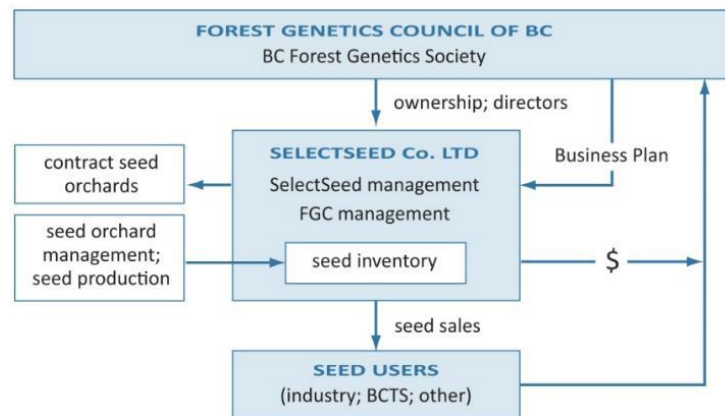 FOREST GENETICS COUNCIL OF BC
BC Forest Genetics Society
ownership; directors
SELECTSEED Co. LTD
SelectSeed management
FGC management
Business Plan
contract seed
orchards
seed orchard
management;
seed production
seed inventory
$
seed sales
SEED USERS
(industry; BCTS; other)